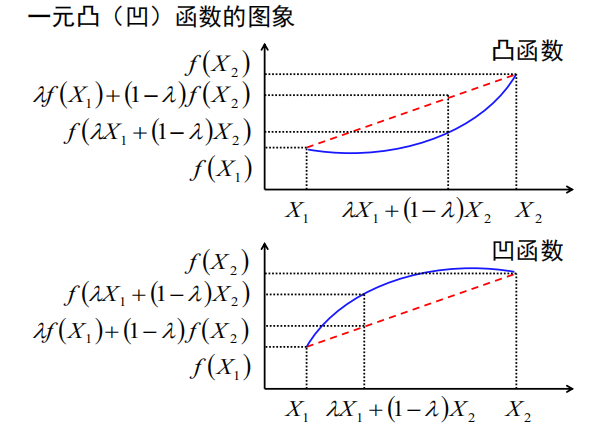 一元凸（凹）函数的图象
凸函数
f(X₂)
λf(X₁)+(1−λ)f(X₂)
f(λX₁+(1−λ)X₂)
f(X₁)
X₁ λX₁+(1−λ)X₂ X₂
凹函数
f(X₂)
f(λX₁+(1−λ)X₂)
λf(X₁)+(1−λ)f(X₂)
f(X₁)
X₁ λX₁+(1−λ)X₂ X₂